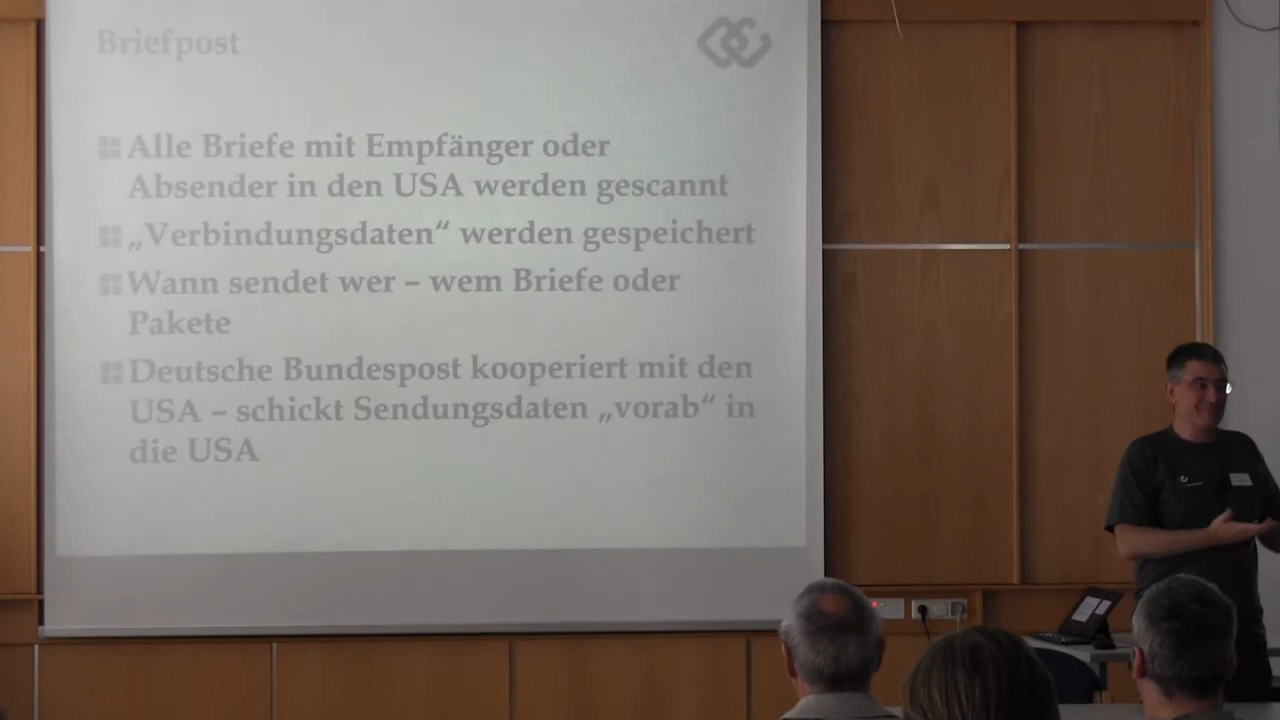 Briefpost
Alle Briefe mit Empfänger oder
Absender in den USA werden gescannt
„Verbindungsdaten“ werden gespeichert
Wann sendet wer – wem Briefe oder
Pakete
Deutsche Bundespost kooperiert mit den
USA – schickt Sendungsdaten „vorab“ in
die USA